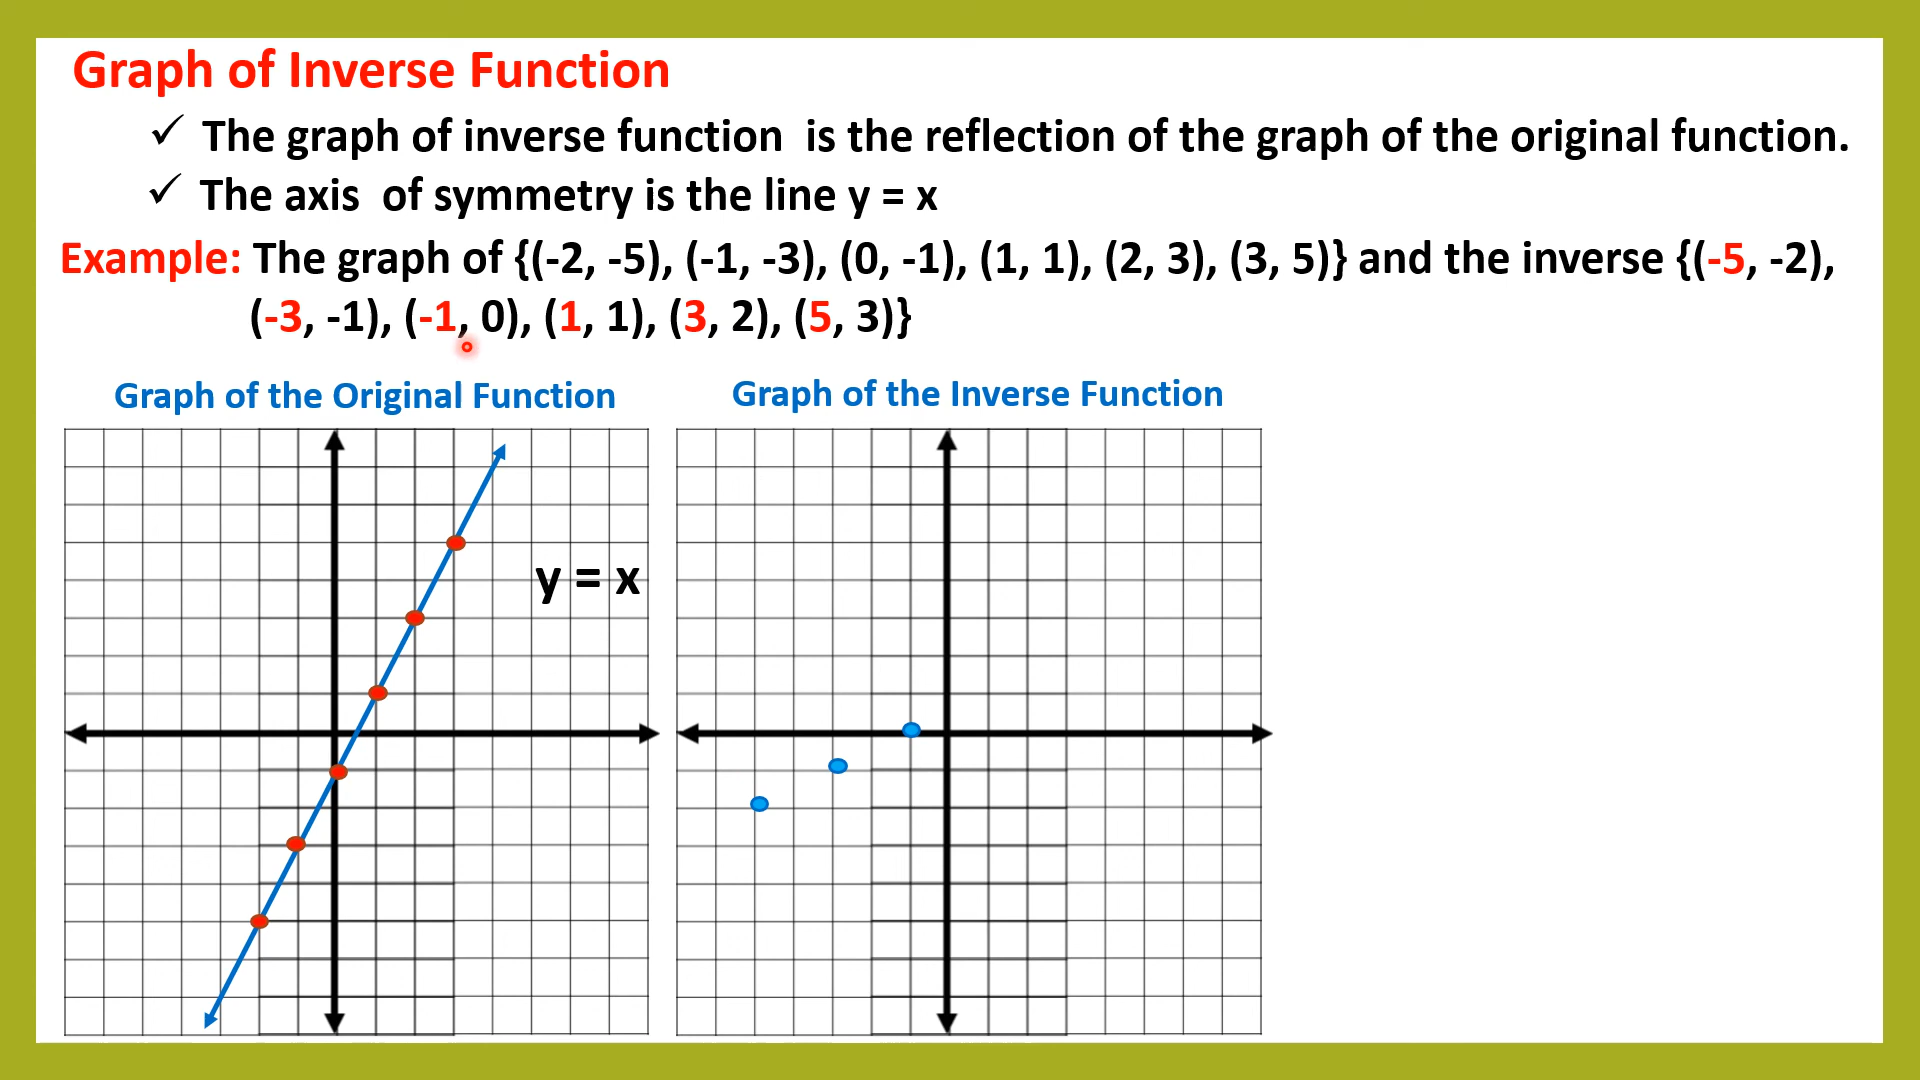 Graph of Inverse Function
✓ The graph of inverse function is the reflection of the graph of the original function.
✓ The axis of symmetry is the line y = x
Example: The graph of {(-2, -5), (-1, -3), (0, -1), (1, 1), (2, 3), (3, 5)} and the inverse {(-5, -2),
(-3, -1), (-1, 0), (1, 1), (3, 2), (5, 3)}
Graph of the Original Function
Graph of the Inverse Function
y = x